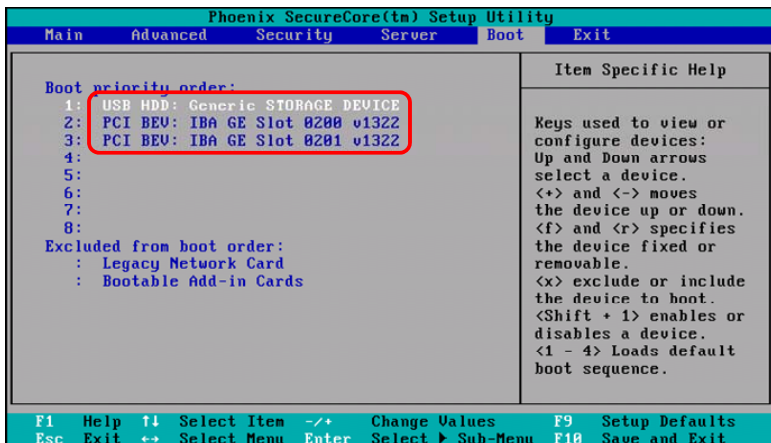 Phoenix SecureCore(tm) Setup Utility
Main Advanced Security Server Boot Exit
Boot priority order:
1: USB HDD: Generic STORAGE DEVICE
2: PCI BEV: IBA GE Slot 0200 v1322
3: PCI BEV: IBA GE Slot 0201 v1322
4:
5:
6:
7:
8:
Excluded from boot order:
: Legacy Network Card
: Bootable Add-in Cards
Item Specific Help
Keys used to view or
configure devices:
Up and Down arrows
select a device.
<+> and <-> moves
the device up or down.
<f> and <r> specifies
the device fixed or
removable.
<x> exclude or include
the device to boot.
<Shift + 1> enables or
disables a device.
<1 - 4> Loads default
boot sequence.
F1 Help ↑↓ Select Item -/+ Change Values F9 Setup Defaults
Esc Exit ↔ Select Menu Enter Select ▶ Sub-Menu F10 Save and Exit